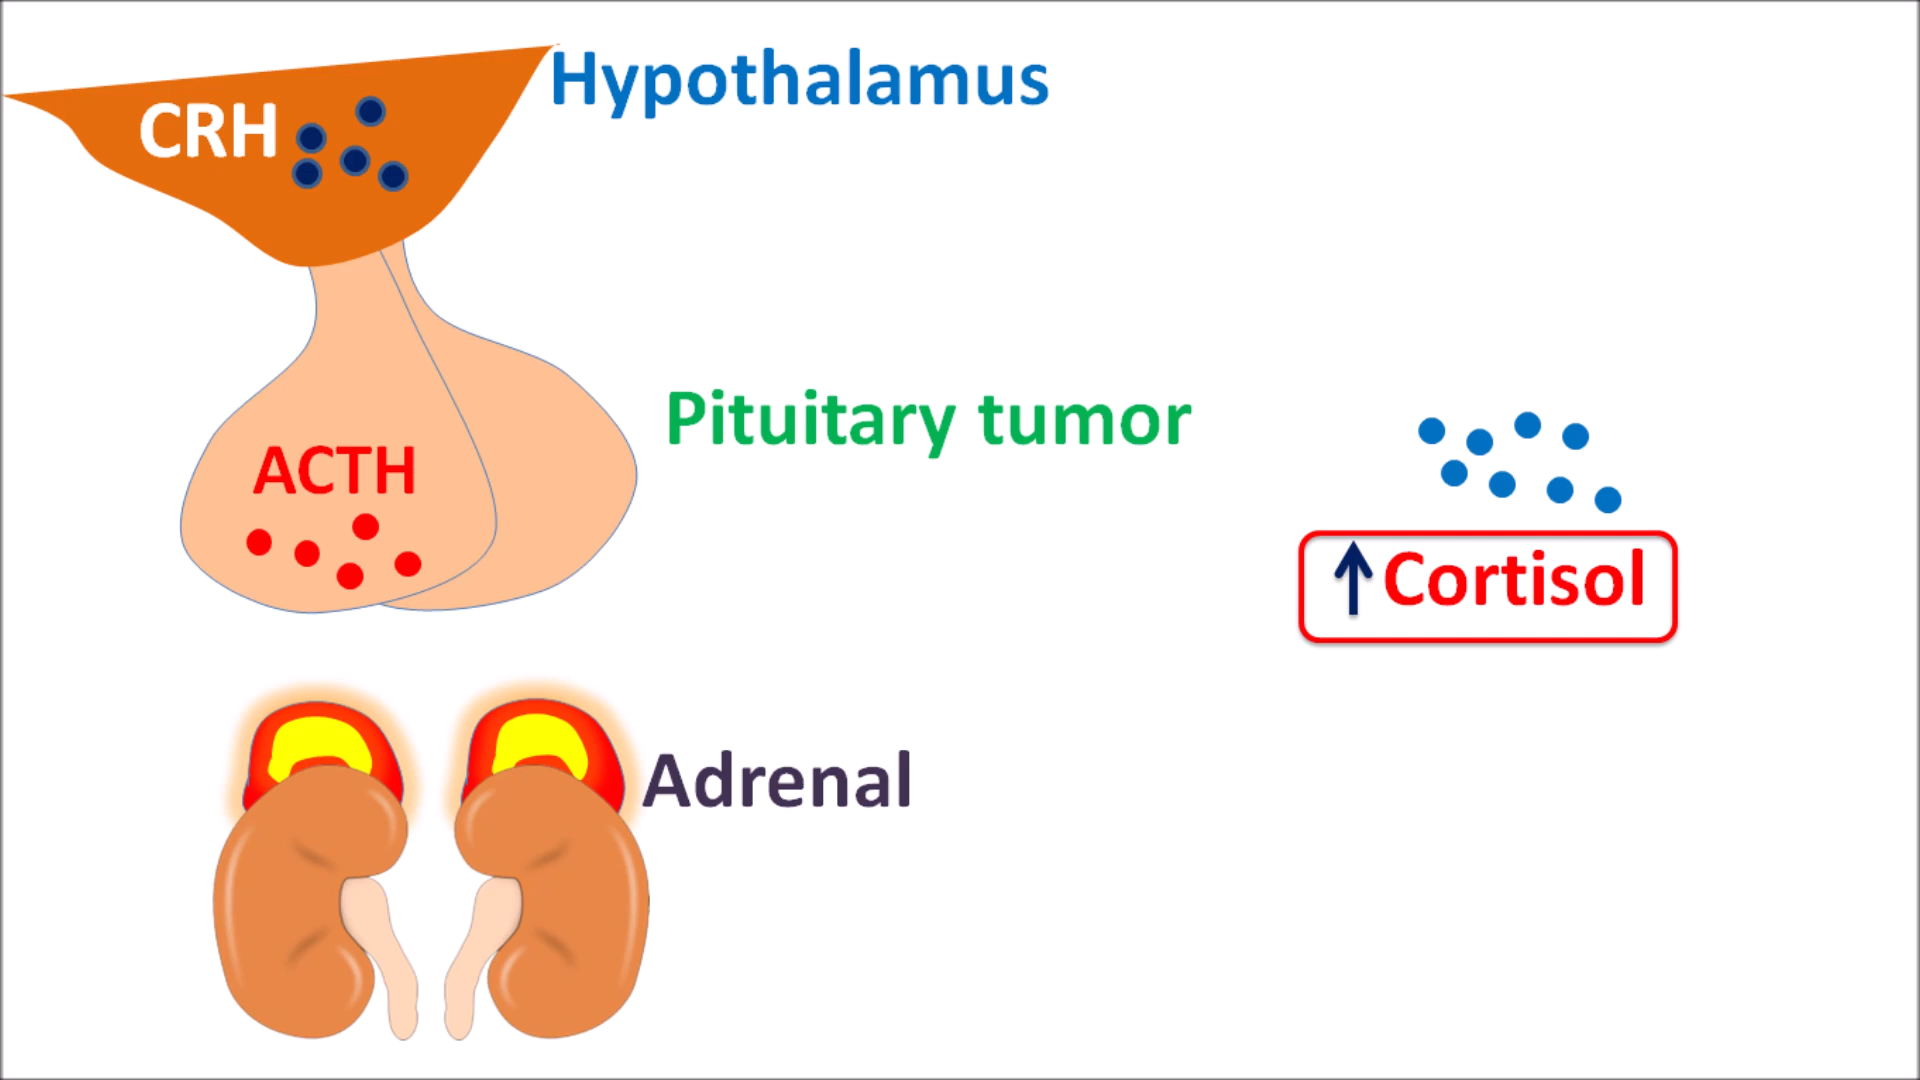 Hypothalamus
CRH
Pituitary tumor
ACTH
Cortisol
Adrenal